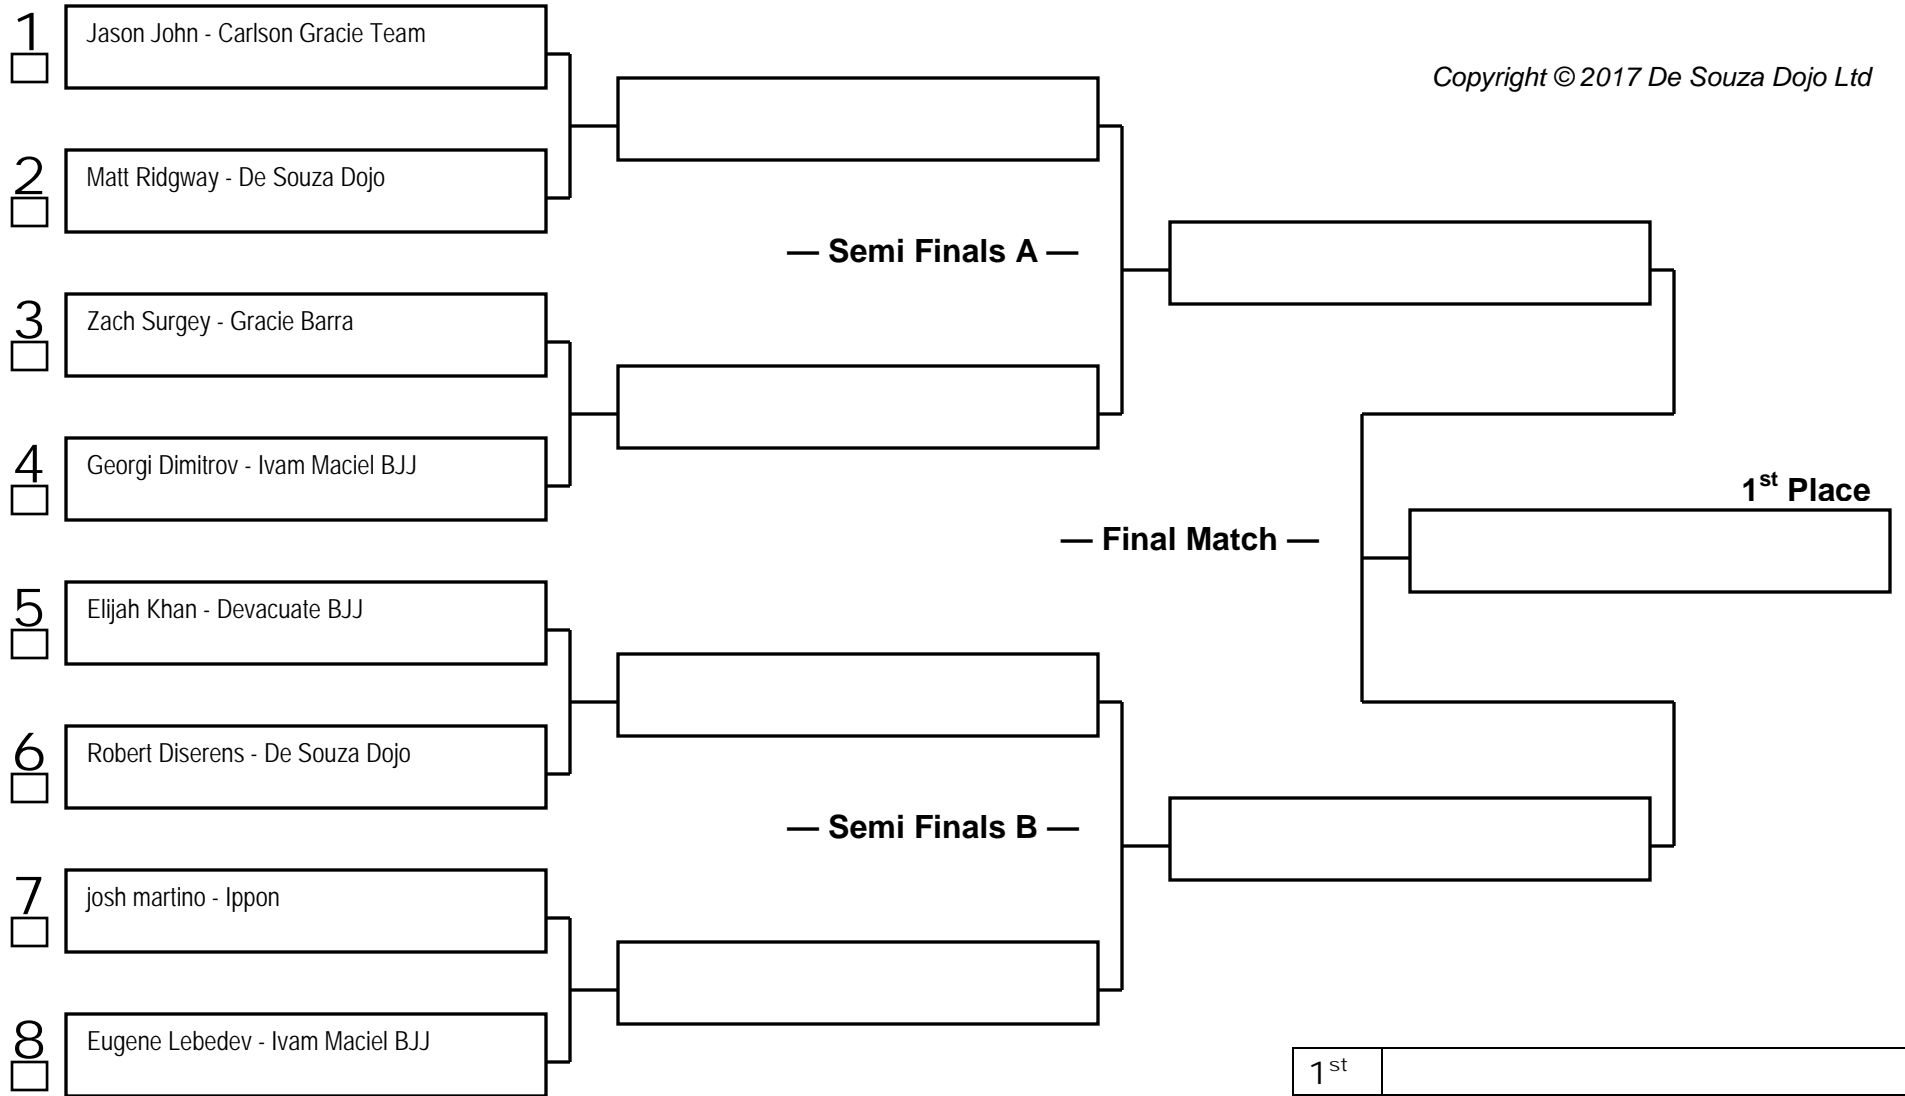 1
Jason John - Carlson Gracie Team
Copyright © 2017 De Souza Dojo Ltd
2
Matt Ridgway - De Souza Dojo
— Semi Finals A —
3
Zach Surgey - Gracie Barra
4
Georgi Dimitrov - Ivam Maciel BJJ
1st Place
— Final Match —
5
Elijah Khan - Devacuate BJJ
6
Robert Diserens - De Souza Dojo
— Semi Finals B —
7
josh martino - Ippon
8
Eugene Lebedev - Ivam Maciel BJJ
1st